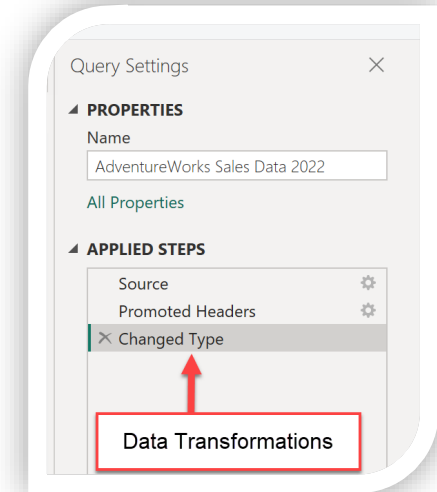 Query Settings
PROPERTIES
Name
AdventureWorks Sales Data 2022
All Properties
APPLIED STEPS
Source
Promoted Headers
Changed Type
Data Transformations